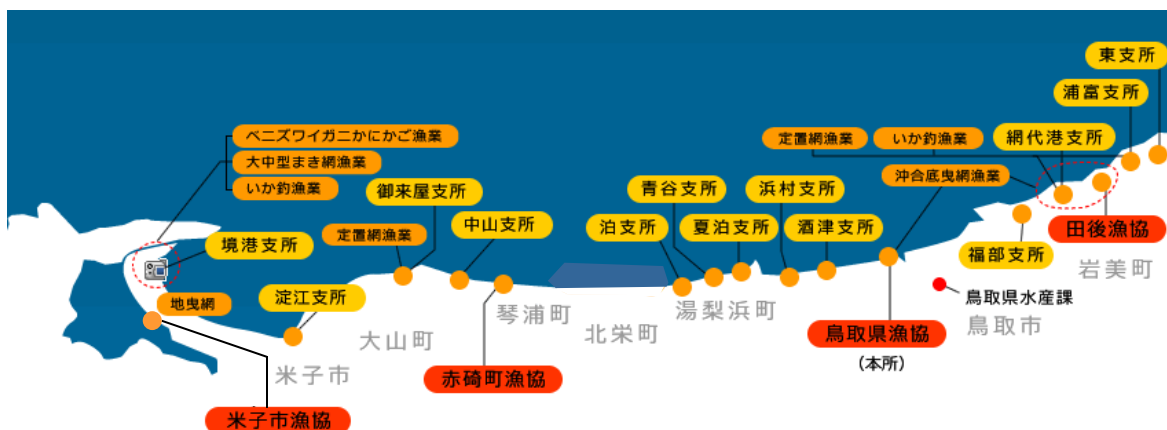 東支所
浦富支所
ベニズワイガニかにかご漁業
大中型まき網漁業
いか釣漁業
定置網漁業
いか釣漁業
網代港支所
沖合底曳網漁業
御来屋支所
青谷支所
浜村支所
中山支所
泊支所
夏泊支所
酒津支所
田後漁協
定置網漁業
境港支所
福部支所
岩美町
地曳網
淀江支所
鳥取県水産課
琴浦町
湯梨浜町
鳥取市
大山町
北栄町
鳥取県漁協
(本所)
米子市
赤碕町漁協
米子市漁協